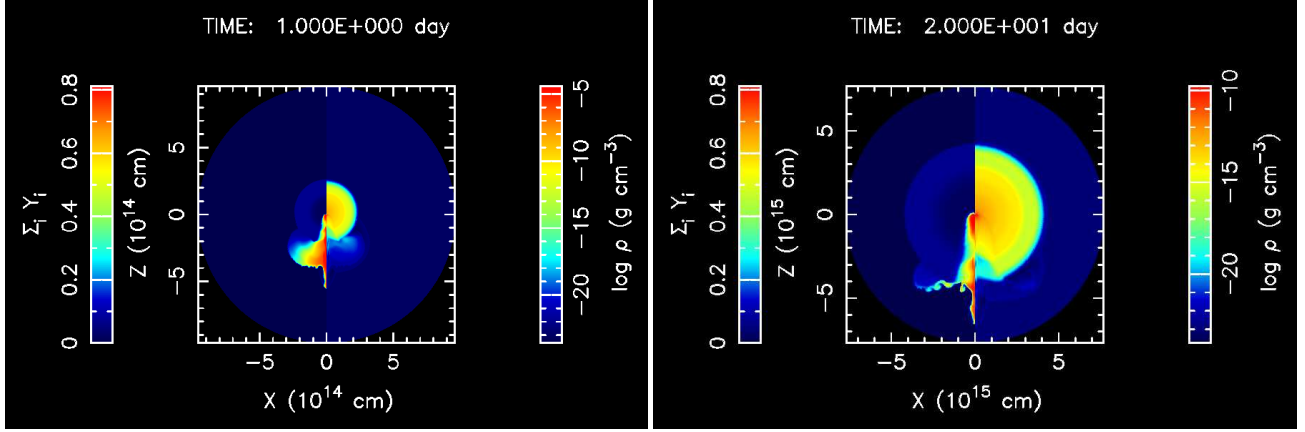 TIME: 1.000E+000 day
Σi Yi
0 0.2 0.4 0.6 0.8
Z (10^14 cm)
−5 0 5
−5 0 5
X (10^14 cm)
−20 −15 −10 −5
log ρ (g cm^−3)
TIME: 2.000E+001 day
Σi Yi
0 0.2 0.4 0.6 0.8
Z (10^15 cm)
−5 0 5
−5 0 5
X (10^15 cm)
−20 −15 −10
log ρ (g cm^−3)